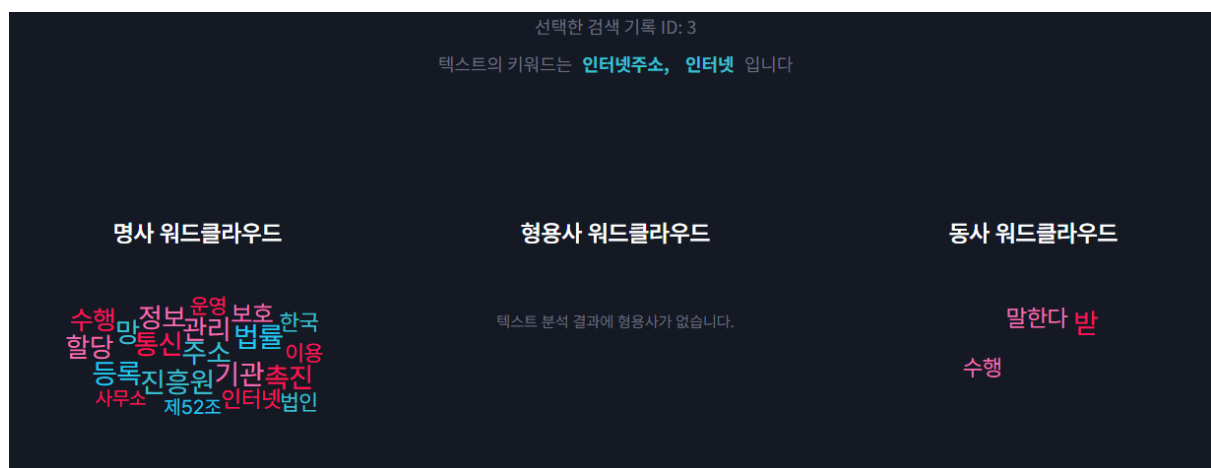 선택한 검색 기록 ID: 3
텍스트의 키워드는 인터넷주소, 인터넷 입니다
명사 워드클라우드
형용사 워드클라우드
동사 워드클라우드
수행 망 정보 운영 보호 한국
할당 통신 관리 법률 이용
주소
등록 진흥원 기관 촉진
사무소 제52조 인터넷 법인
텍스트 분석 결과에 형용사가 없습니다.
말한다 받
수행